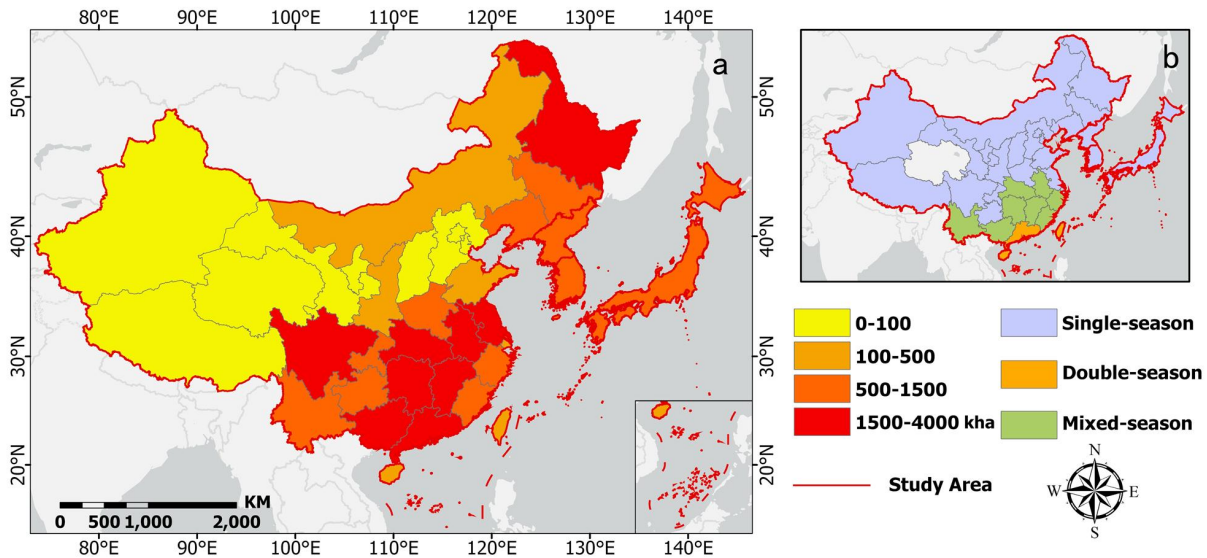 80°E 90°E 100°E 110°E 120°E 130°E 140°E
a
b
50°N 50°N
40°N 40°N
30°N 30°N
20°N 20°N
0-100
100-500
500-1500
1500-4000 kha
Single-season
Double-season
Mixed-season
Study Area
N
W E
S
KM
0 500 1,000 2,000
80°E 90°E 100°E 110°E 120°E 130°E 140°E